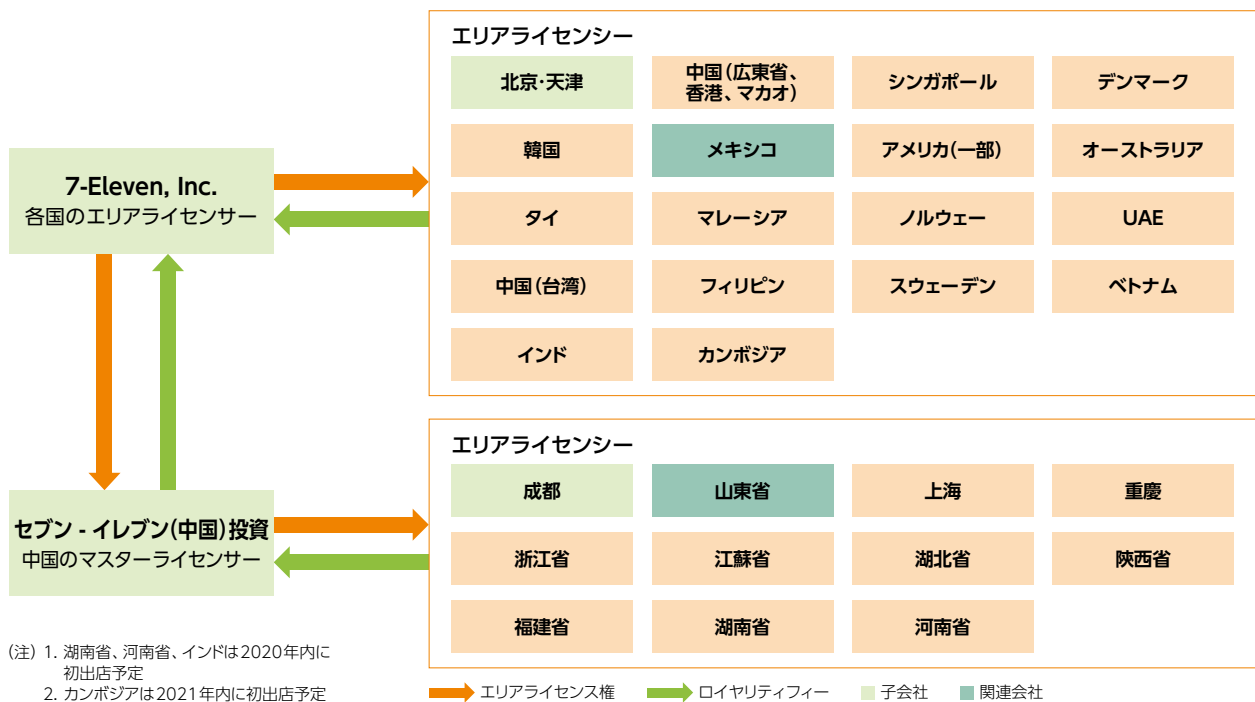 エリアライセンシー
北京・天津
中国（広東省、
香港、マカオ）
シンガポール
デンマーク
韓国
メキシコ
アメリカ（一部）
オーストラリア
タイ
マレーシア
ノルウェー
UAE
中国（台湾）
フィリピン
スウェーデン
ベトナム
インド
カンボジア
7-Eleven, Inc.
各国のエリアライセンサー
セブン‐イレブン（中国）投資
中国のマスターライセンサー
エリアライセンシー
成都
山東省
上海
重慶
浙江省
江蘇省
湖北省
陝西省
福建省
湖南省
河南省
（注） 1. 湖南省、河南省、インドは2020年内に
初出店予定
2. カンボジアは2021年内に初出店予定
エリアライセンス権
ロイヤリティフィー
子会社
関連会社